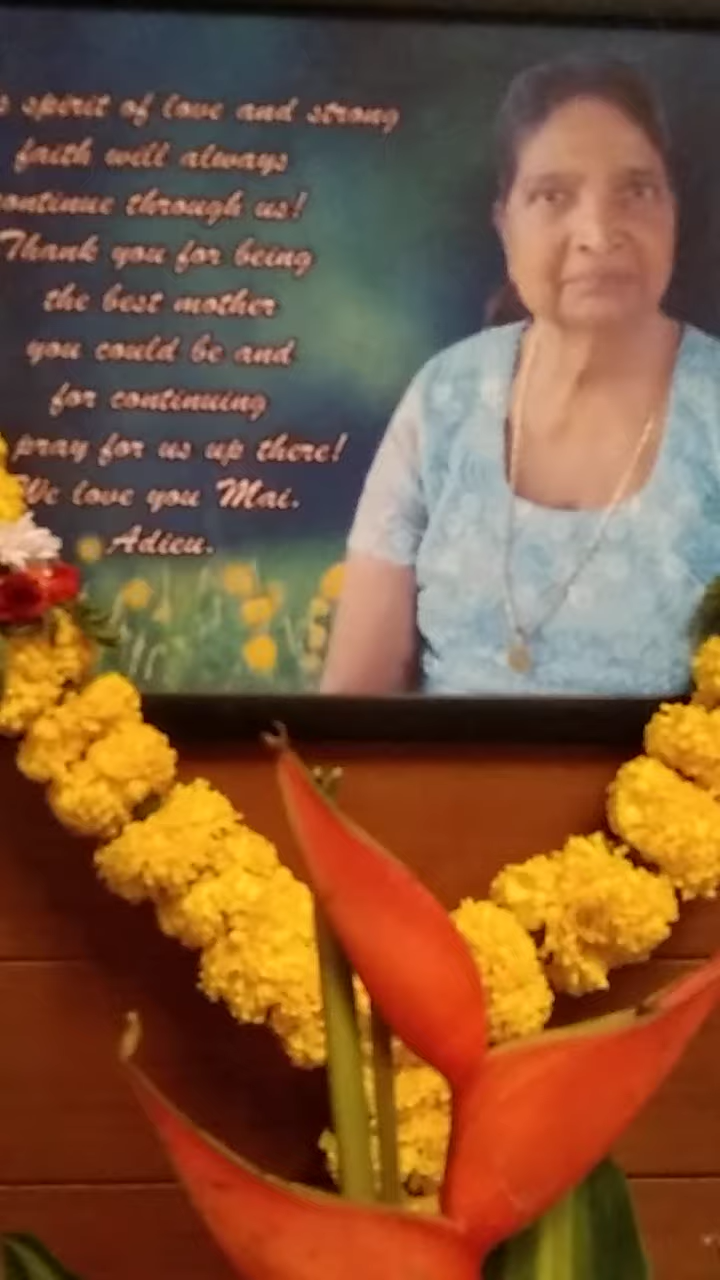 spirit of love and strong
faith will always
continue through us!
Thank you for being
the best mother
you could be and
for continuing
pray for us up there!
We love you Mai.
Adieu.